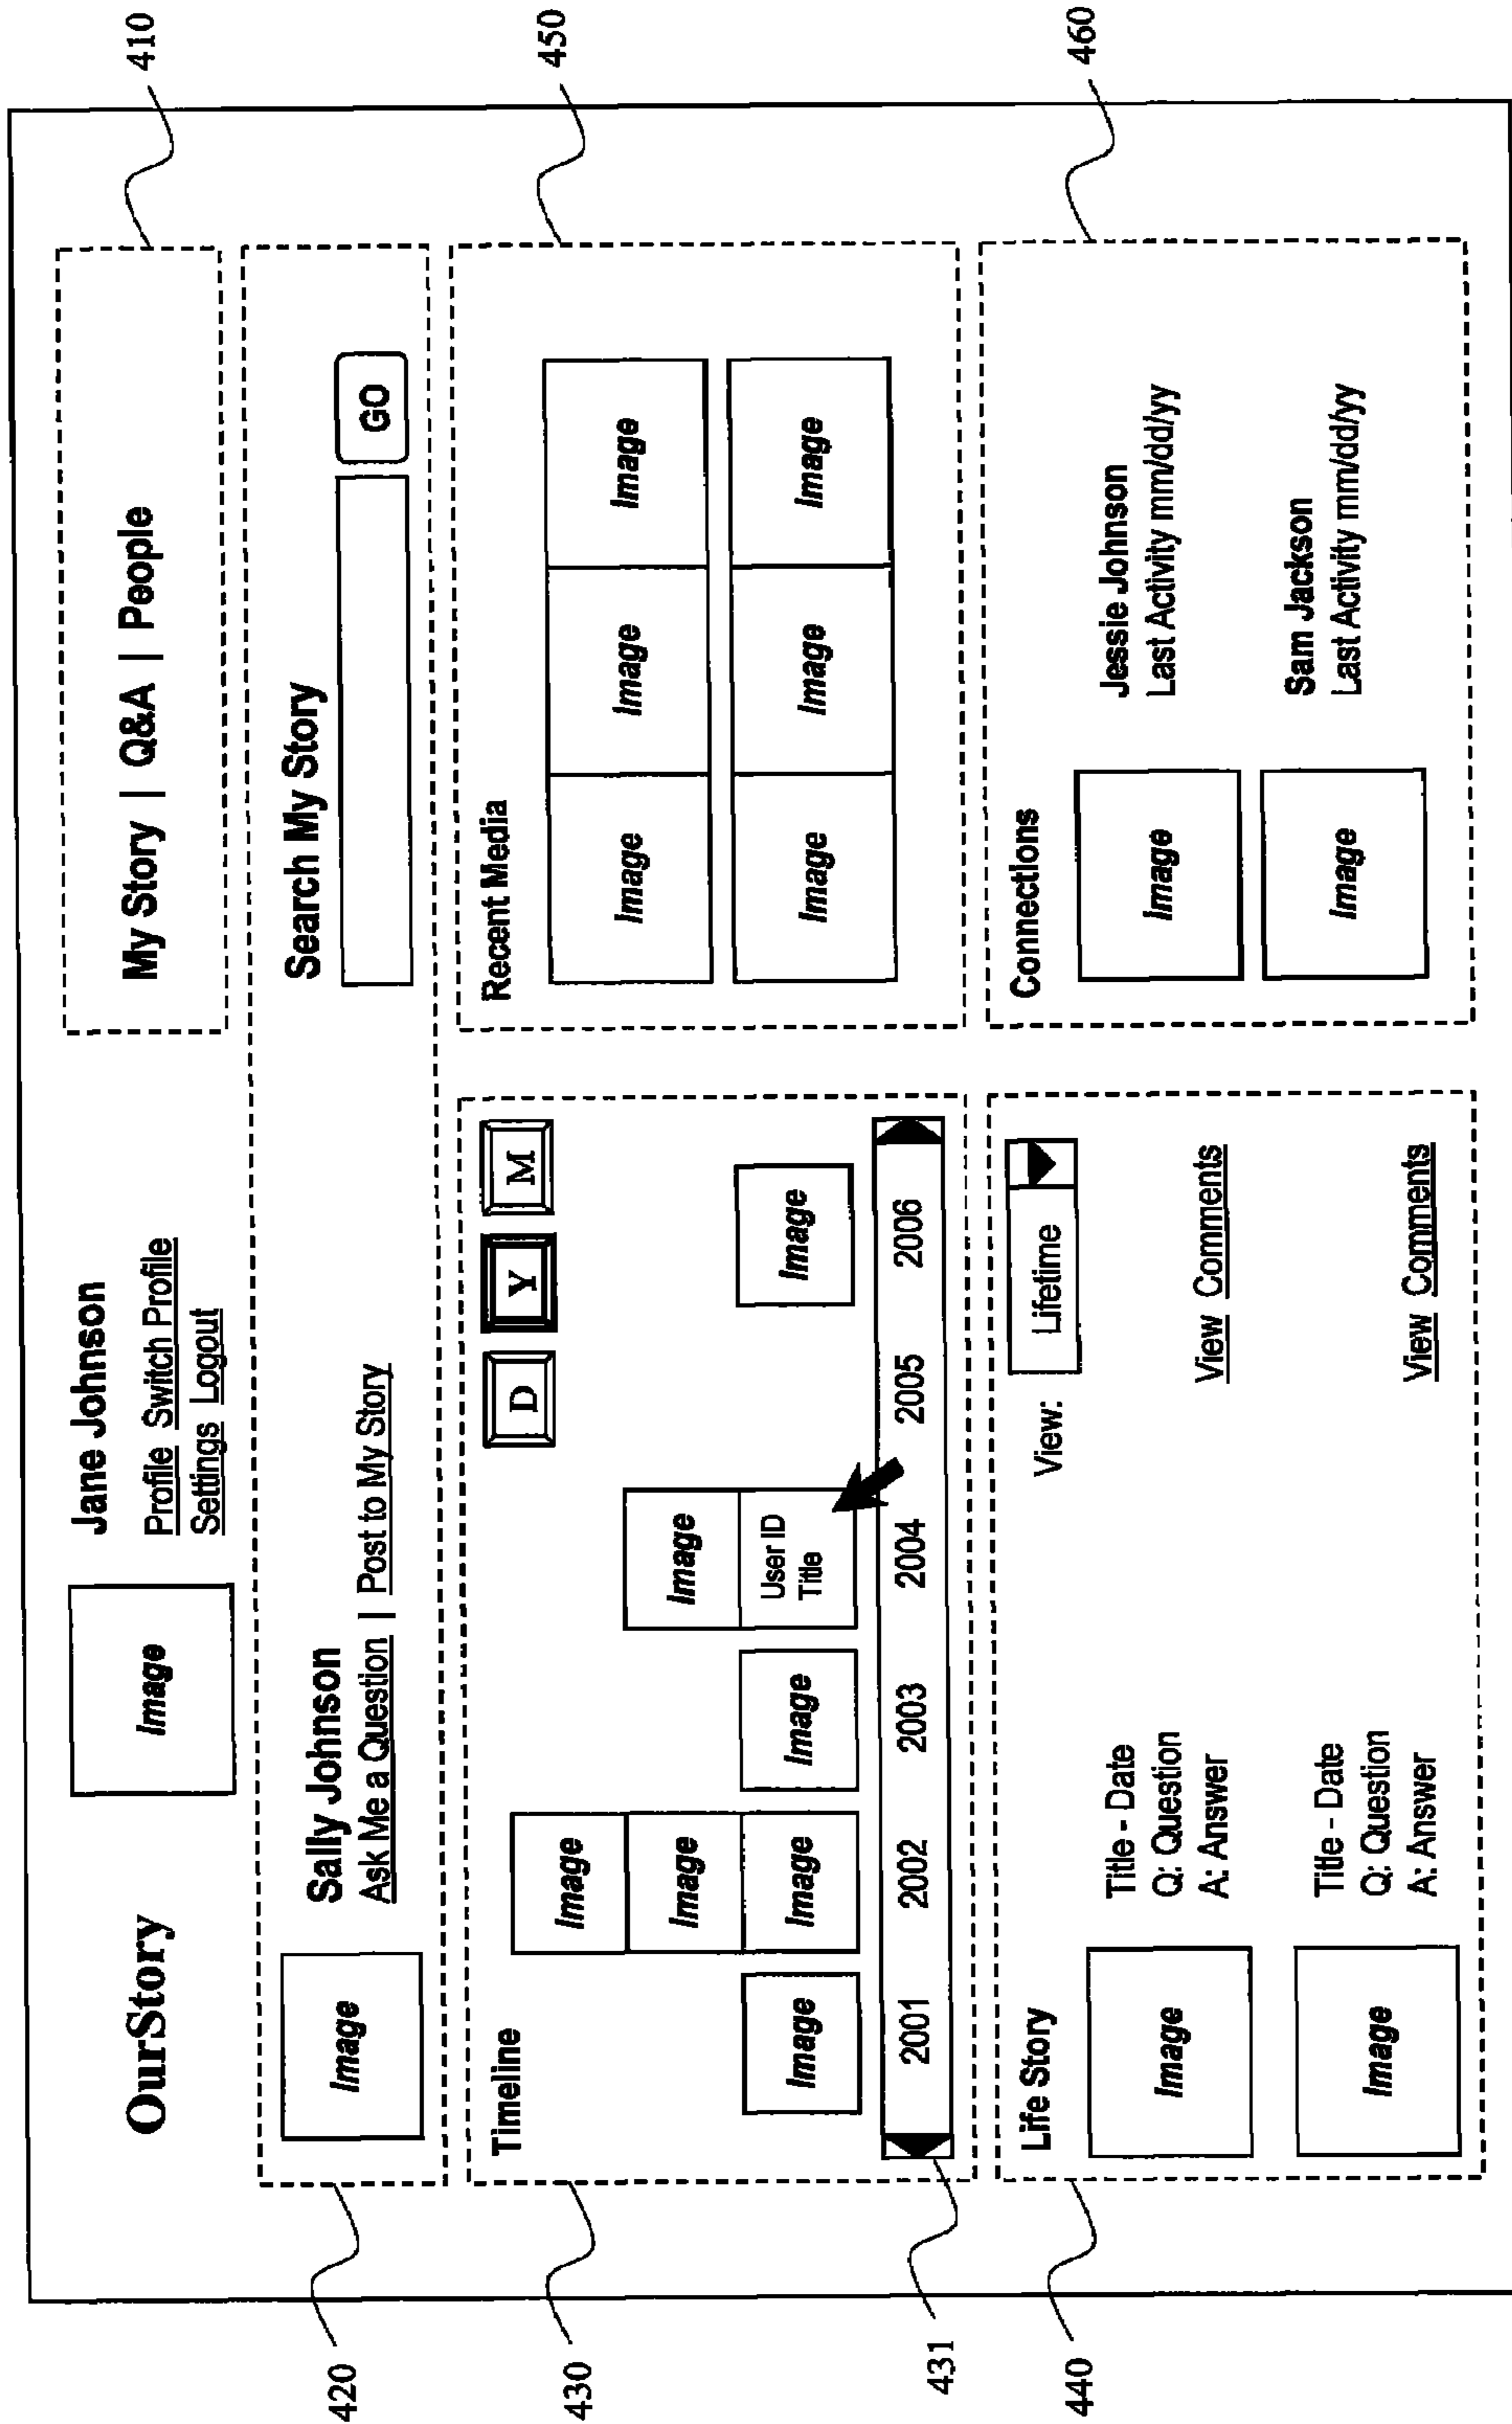 410
OurStory
Image
Jane Johnson
Profile Switch Profile
Settings Logout
My Story | Q&A | People
420
Image
Sally Johnson
Ask Me a Question | Post to My Story
Search My Story
GO
430
Timeline
D Y M
Image
Image Image
Image Image Image User ID Title Image
2001 2002 2003 2004 2005 2006
431
450
Recent Media
Image Image Image
Image Image Image
440
Life Story
View: Lifetime
Image
Title - Date
Q: Question
A: Answer
View Comments
Image
Title - Date
Q: Question
A: Answer
View Comments
460
Connections
Image
Jessie Johnson
Last Activity mm/dd/yy
Image
Sam Jackson
Last Activity mm/dd/yy